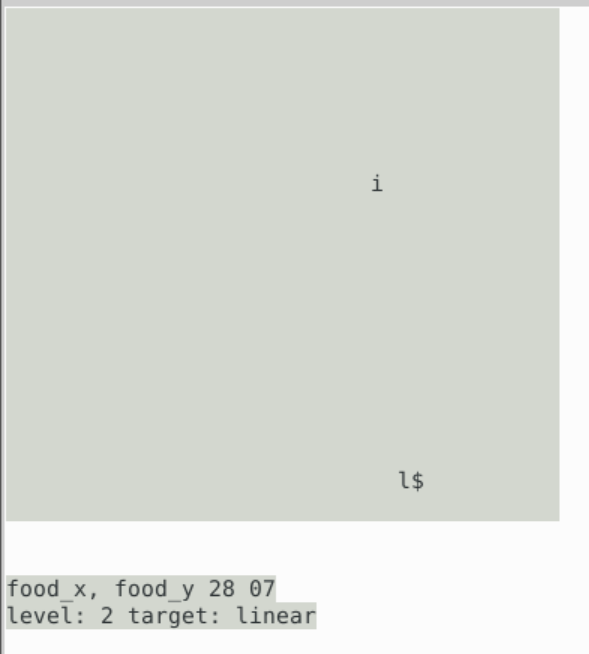 i
l$
food_x, food_y 28 07
level: 2 target: linear